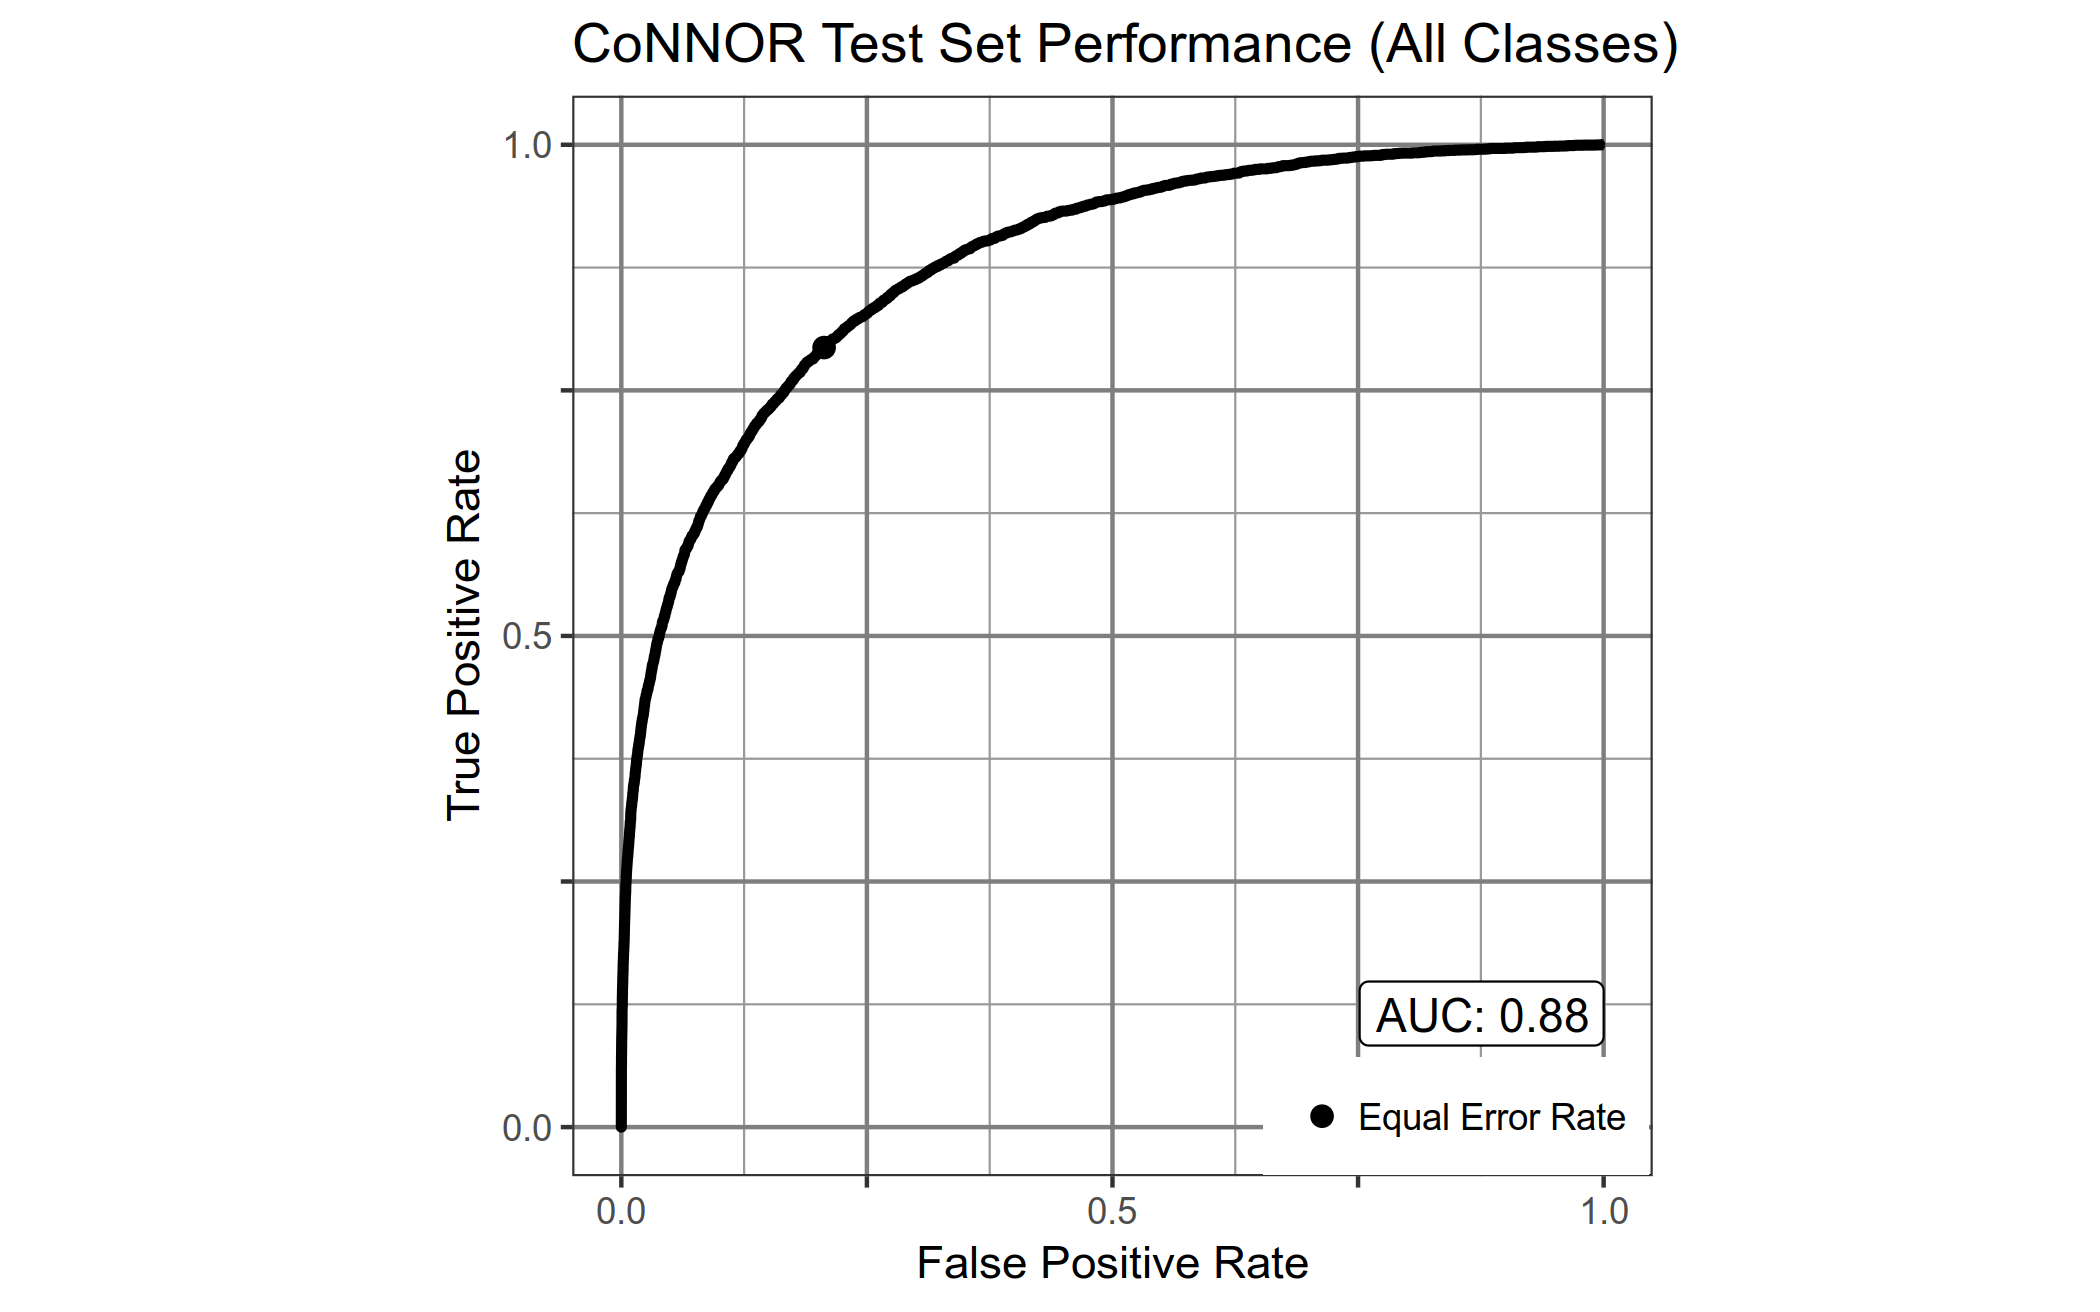 CoNNOR Test Set Performance (All Classes)
True Positive Rate
1.0
0.5
0.0
AUC: 0.88
Equal Error Rate
0.0
0.5
1.0
False Positive Rate